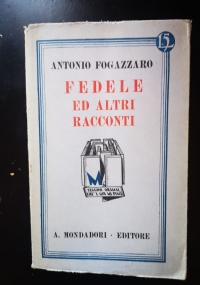 15
ANTONIO FOGAZZARO
FEDELE
ED ALTRI
RACCONTI
A. MONDADORI · EDITORE